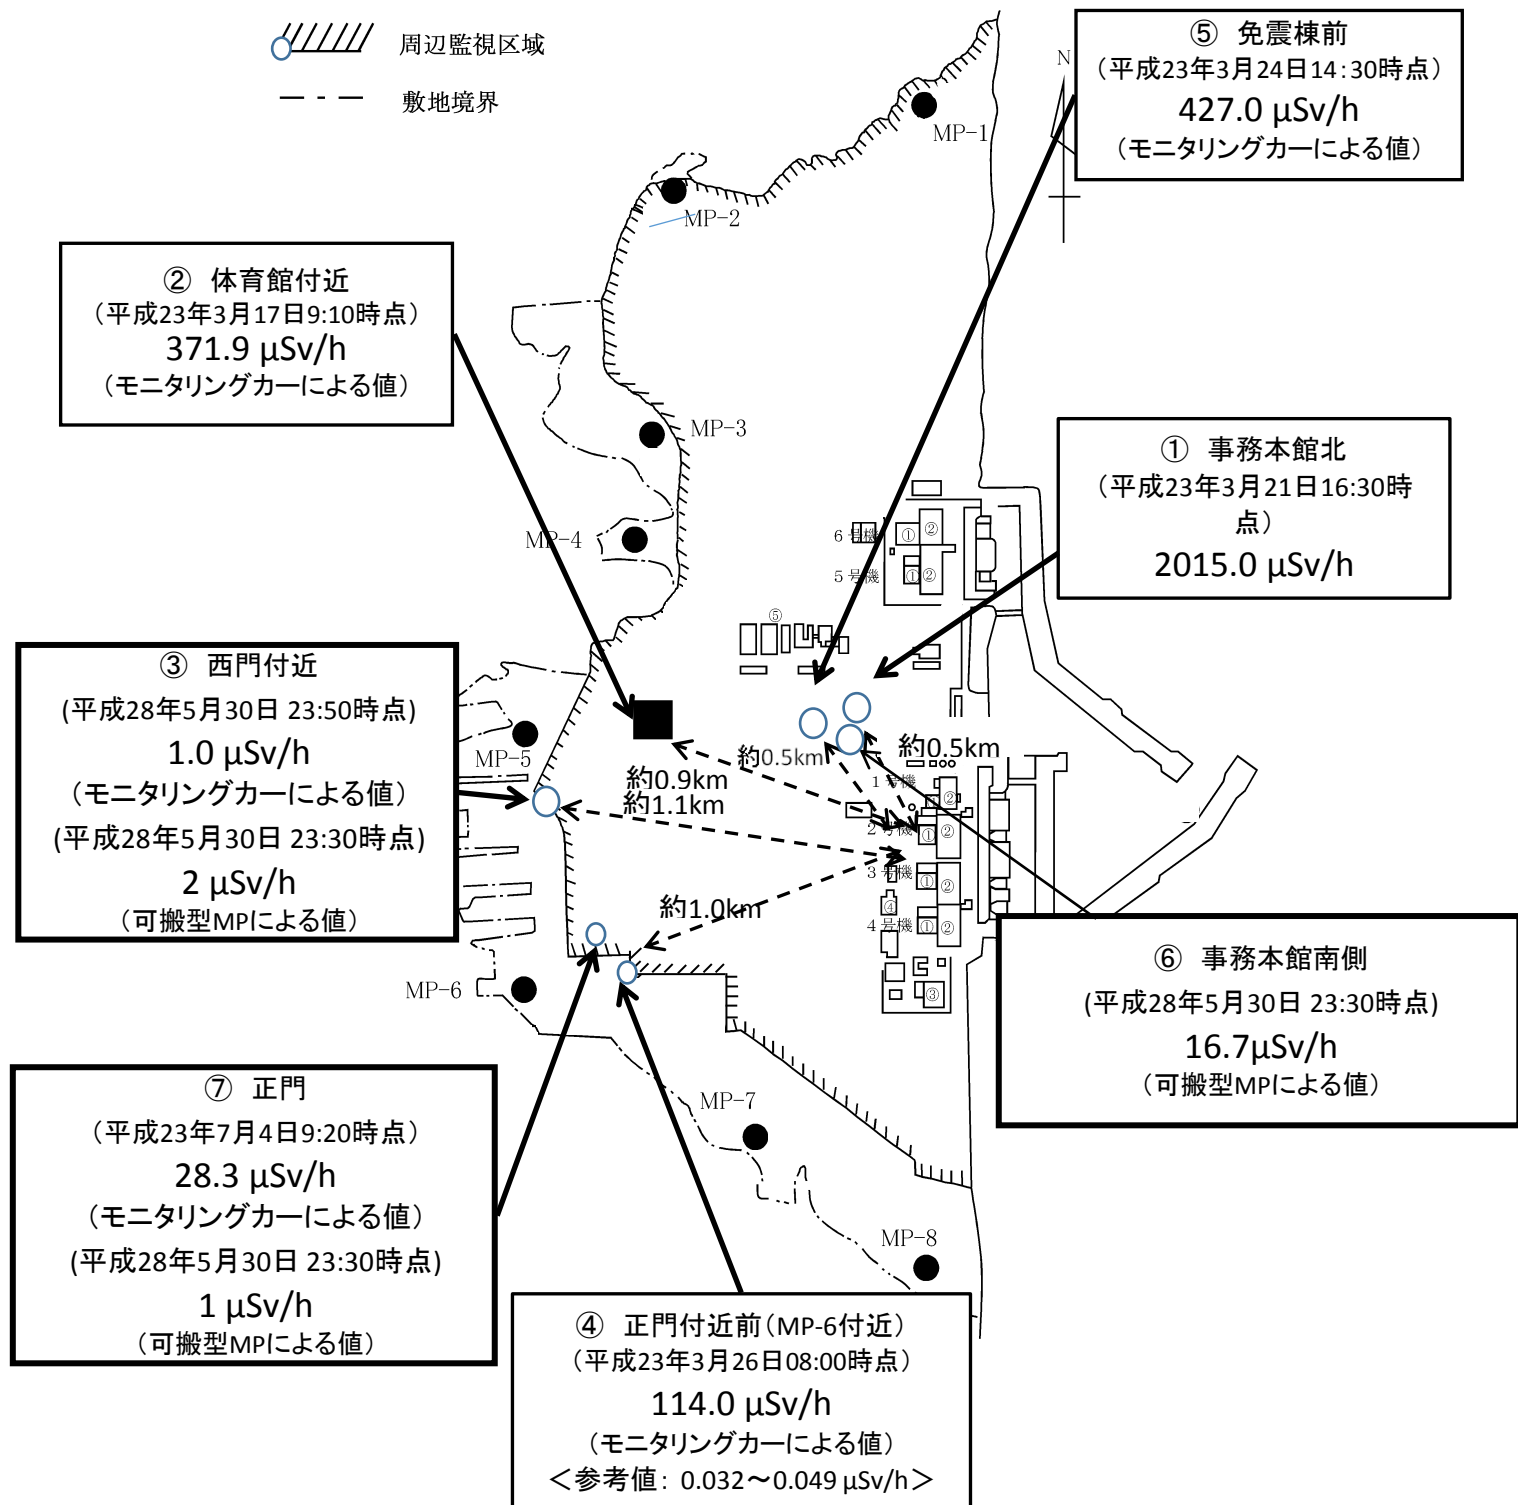 周辺監視区域
敷地境界
N
⑤ 免震棟前
（平成23年3月24日14:30時点）
427.0 μSv/h
（モニタリングカーによる値）
MP-1
MP-2
② 体育館付近
（平成23年3月17日9:10時点）
371.9 μSv/h
（モニタリングカーによる値）
MP-3
① 事務本館北
（平成23年3月21日16:30時
点）
2015.0 μSv/h
MP-4
6号機
①
②
5号機
①
②
⑤
③ 西門付近
(平成28年5月30日 23:50時点)
1.0 μSv/h
（モニタリングカーによる値）
(平成28年5月30日 23:30時点)
2 μSv/h
（可搬型MPによる値）
MP-5
約0.5km
約0.5km
約0.9km
約1.1km
1号機
①
②
2号機
①
②
3号機
①
②
④
約1.0km
4号機
①
②
③
MP-6
⑥ 事務本館南側
(平成28年5月30日 23:30時点)
16.7μSv/h
（可搬型MPによる値）
⑦ 正門
（平成23年7月4日9:20時点）
28.3 μSv/h
（モニタリングカーによる値）
(平成28年5月30日 23:30時点)
1 μSv/h
（可搬型MPによる値）
MP-7
MP-8
④ 正門付近前（MP-6付近）
（平成23年3月26日08:00時点）
114.0 μSv/h
（モニタリングカーによる値）
＜参考値： 0.032～0.049 μSv/h＞